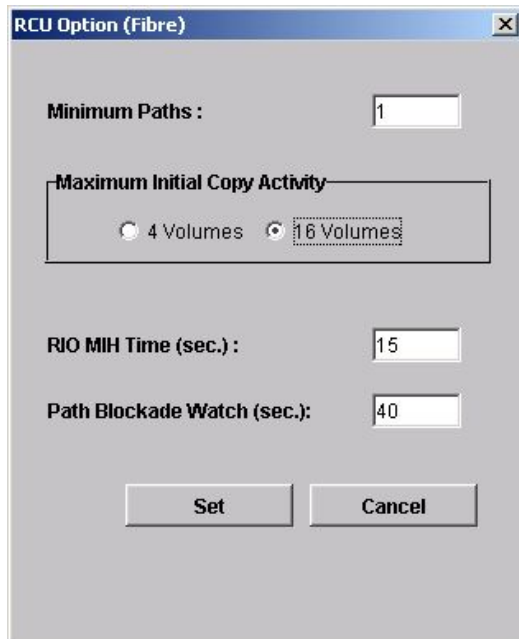 RCU Option (Fibre)
Minimum Paths : 1
Maximum Initial Copy Activity
4 Volumes 16 Volumes
RIO MIH Time (sec.) : 15
Path Blockade Watch (sec.): 40
Set Cancel